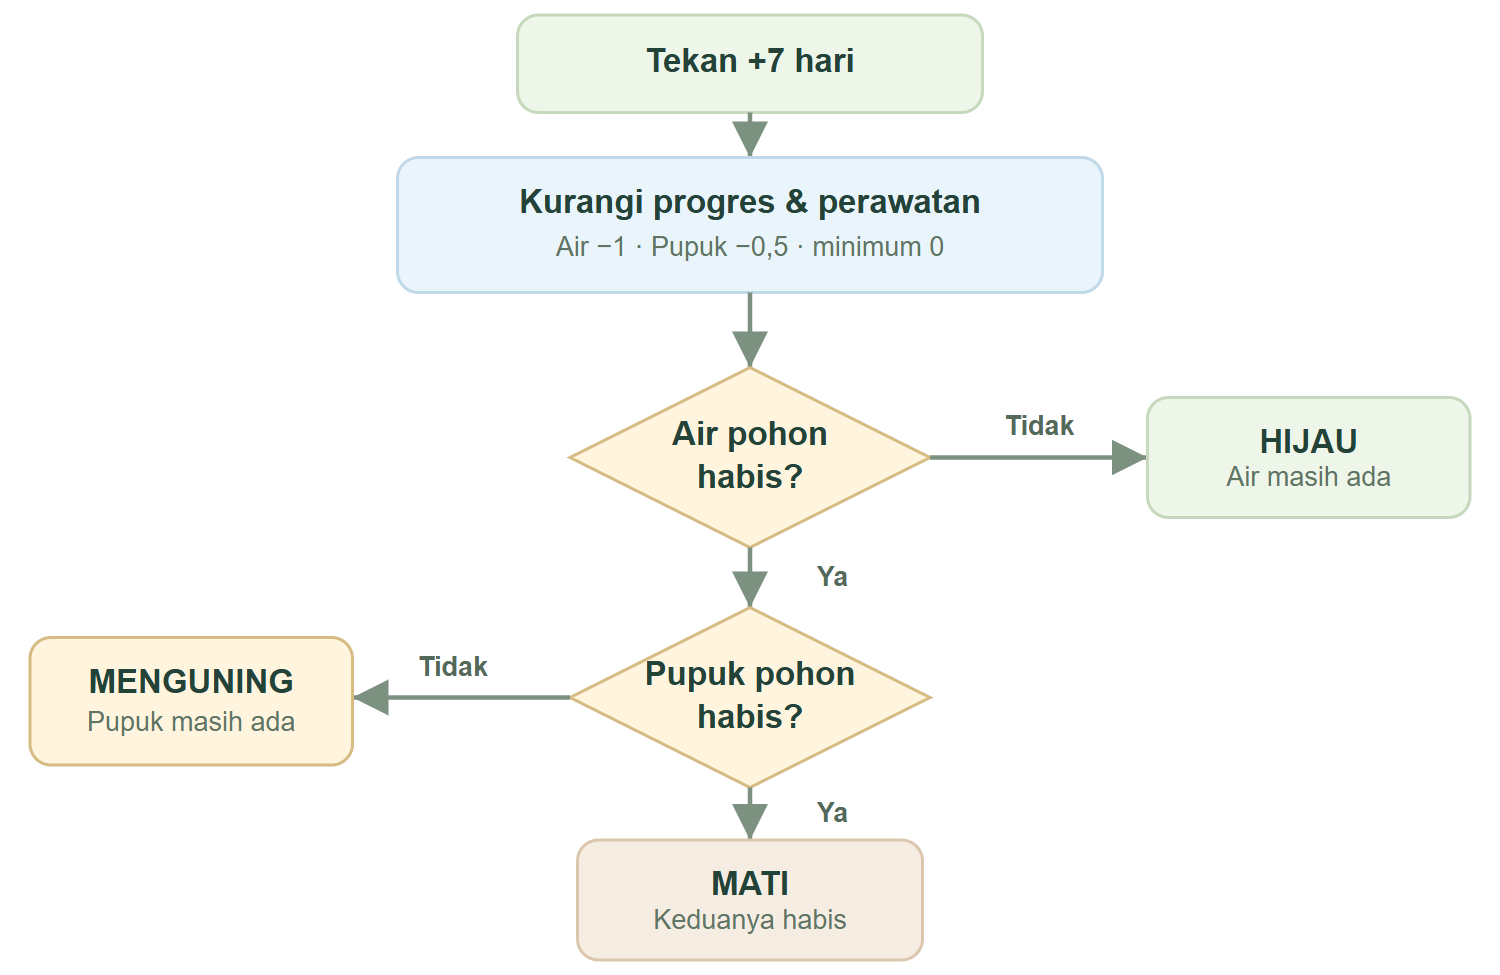 Tekan +7 hari
Kurangi progres & perawatan
Air −1 · Pupuk −0,5 · minimum 0
Air pohon
habis?
Tidak
HIJAU
Air masih ada
Ya
Pupuk pohon
habis?
Tidak
MENGUNING
Pupuk masih ada
Ya
MATI
Keduanya habis